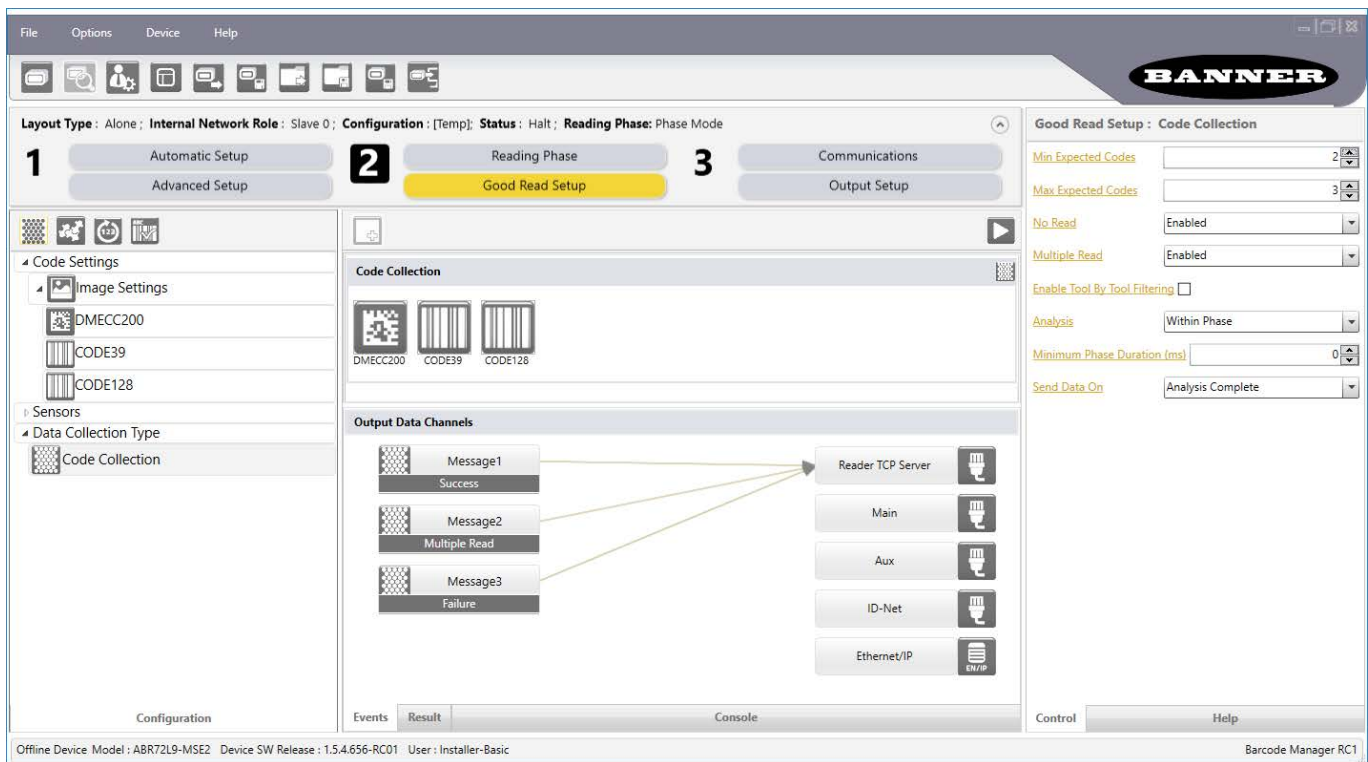 File Options Device Help
BANNER
Layout Type : Alone ; Internal Network Role : Slave 0 ; Configuration : [Temp]; Status : Halt ; Reading Phase: Phase Mode
1 Automatic Setup
Advanced Setup
2 Reading Phase
Good Read Setup
3 Communications
Output Setup
Code Settings
Image Settings
DMECC200
CODE39
CODE128
Sensors
Data Collection Type
Code Collection
Configuration
Code Collection
DMECC200 CODE39 CODE128
Output Data Channels
Message1
Success
Message2
Multiple Read
Message3
Failure
Reader TCP Server
Main
Aux
ID-Net
Ethernet/IP
EN/IP
Events Result Console
Good Read Setup : Code Collection
Min Expected Codes 2
Max Expected Codes 3
No Read Enabled
Multiple Read Enabled
Enable Tool By Tool Filtering
Analysis Within Phase
Minimum Phase Duration (ms) 0
Send Data On Analysis Complete
Control Help
Offline Device Model : ABR72L9-MSE2 Device SW Release : 1.5.4.656-RC01 User : Installer-Basic
Barcode Manager RC1